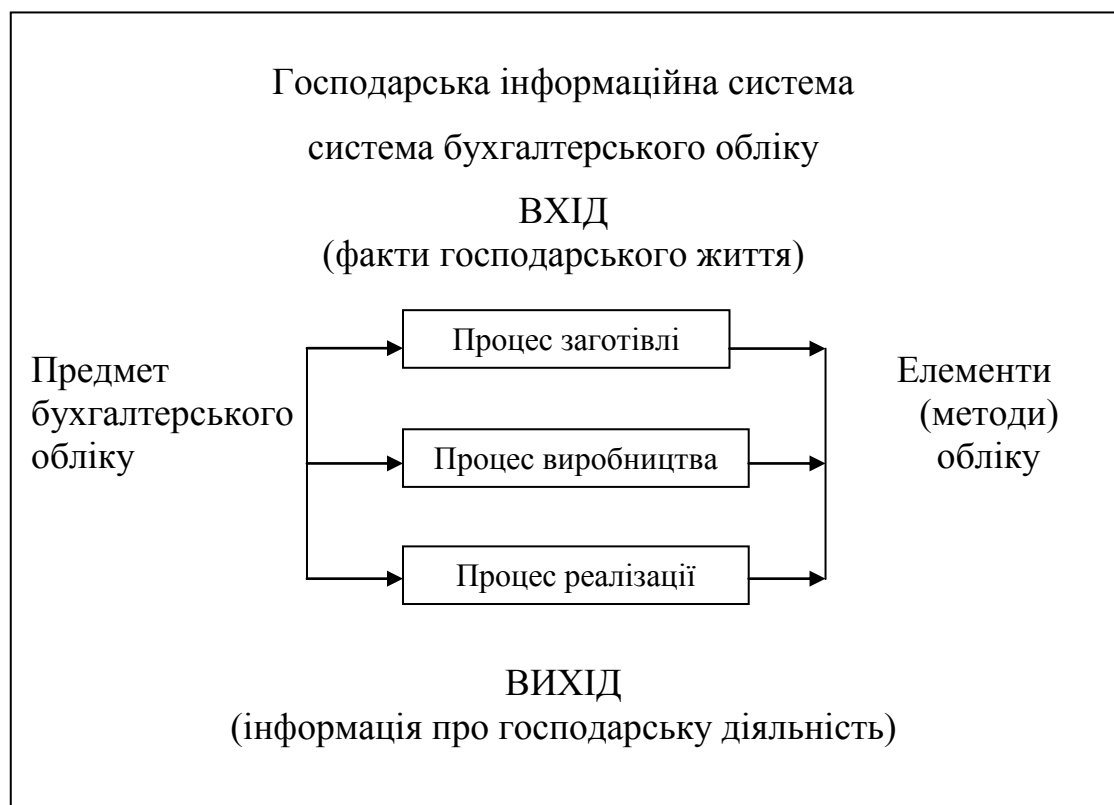 Господарська інформаційна система
система бухгалтерського обліку
ВХІД
(факти господарського життя)
Предмет
бухгалтерського
обліку
Процес заготівлі
Процес виробництва
Процес реалізації
Елементи
(методи)
обліку
ВИХІД
(інформація про господарську діяльність)